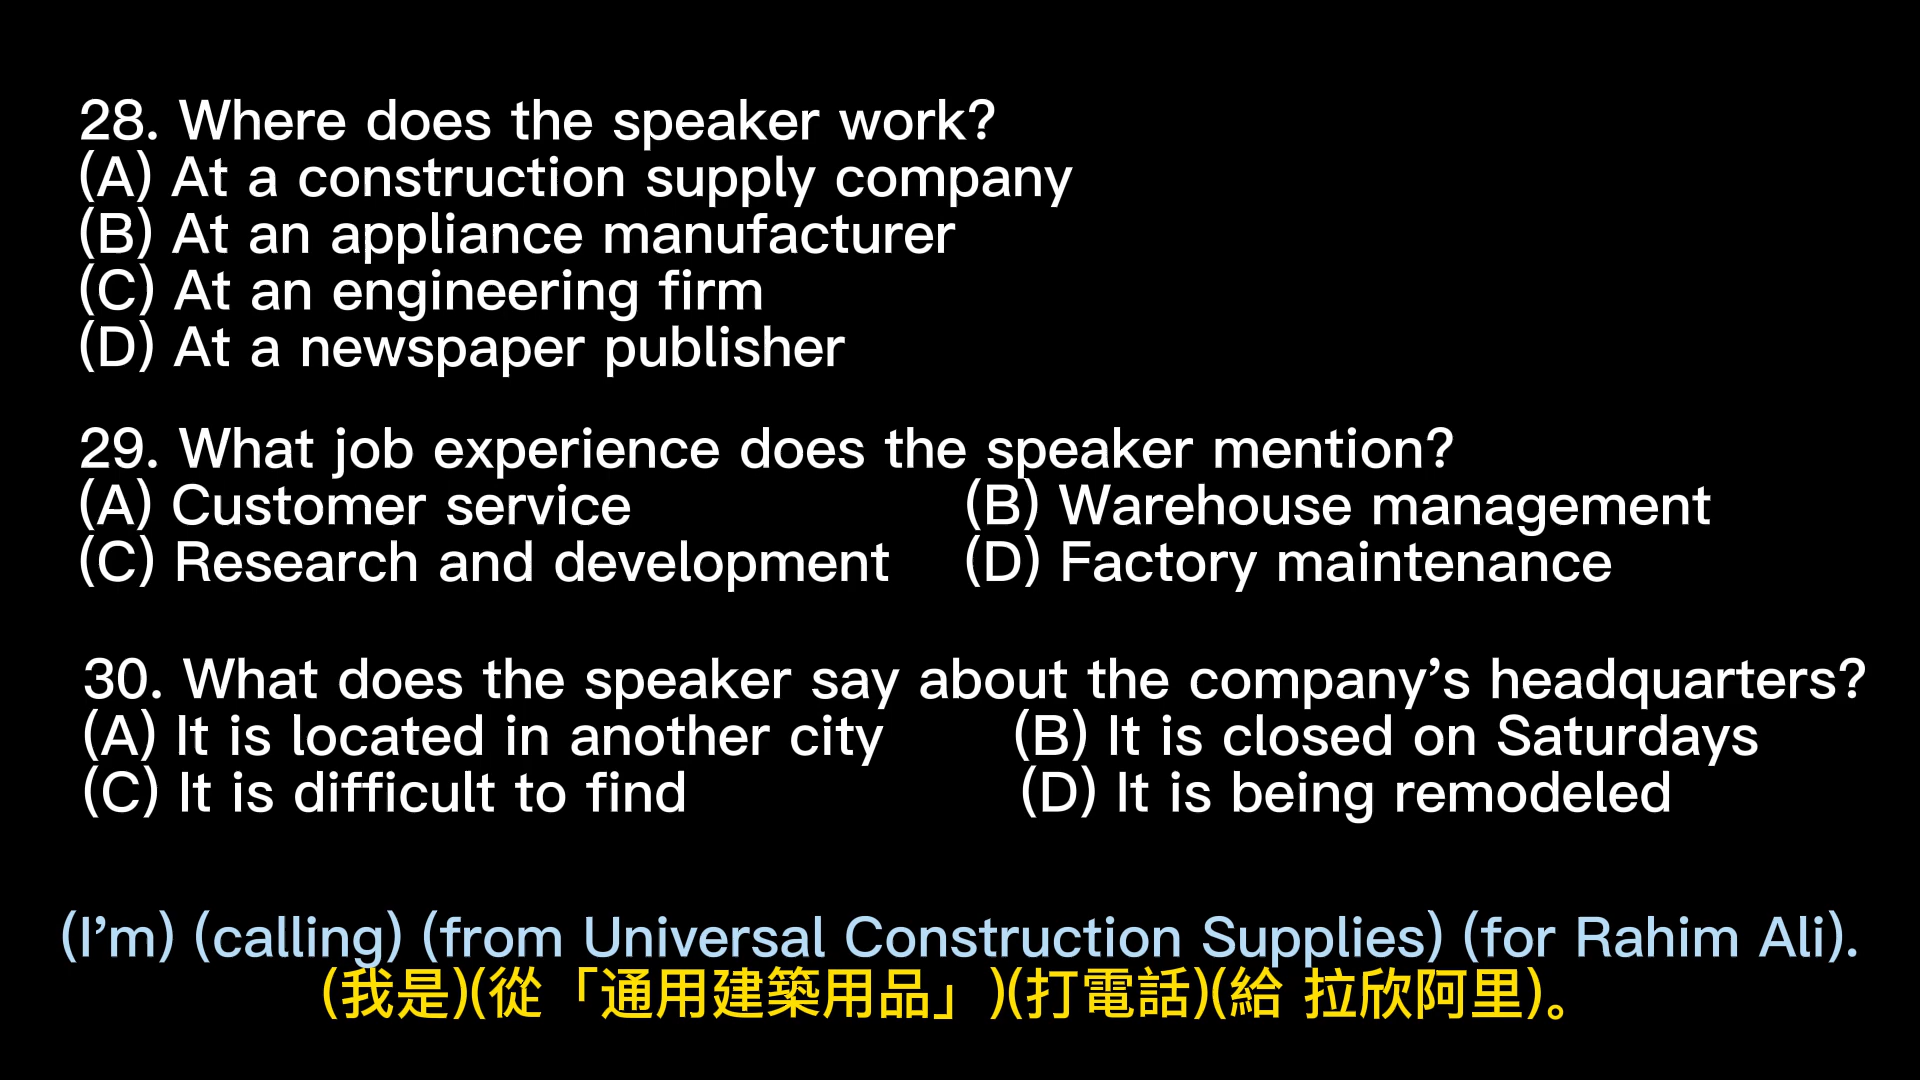 28. Where does the speaker work?
(A) At a construction supply company
(B) At an appliance manufacturer
(C) At an engineering firm
(D) At a newspaper publisher
29. What job experience does the speaker mention?
(A) Customer service (B) Warehouse management
(C) Research and development (D) Factory maintenance
30. What does the speaker say about the company’s headquarters?
(A) It is located in another city (B) It is closed on Saturdays
(C) It is difficult to find (D) It is being remodeled
(I’m) (calling) (from Universal Construction Supplies) (for Rahim Ali).
(我是)(從「通用建築用品」)(打電話)(給 拉欣阿里)。